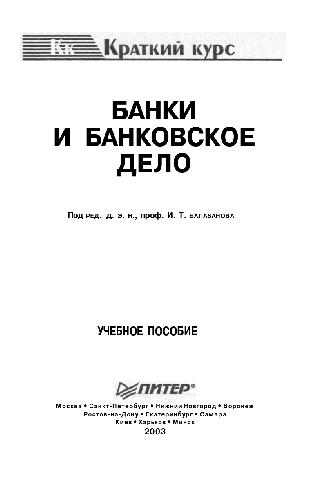 Кк Краткий курс
БАНКИ
И БАНКОВСКОЕ
ДЕЛО
Под ред. д. э. н., проф. И. Т. БАЛАБАНОВА
УЧЕБНОЕ ПОСОБИЕ
ПИТЕР®
Москва • Санкт-Петербург • Нижний Новгород • Воронеж
Ростов-на-Дону • Екатеринбург • Самара
Киев • Харьков • Минск
2003